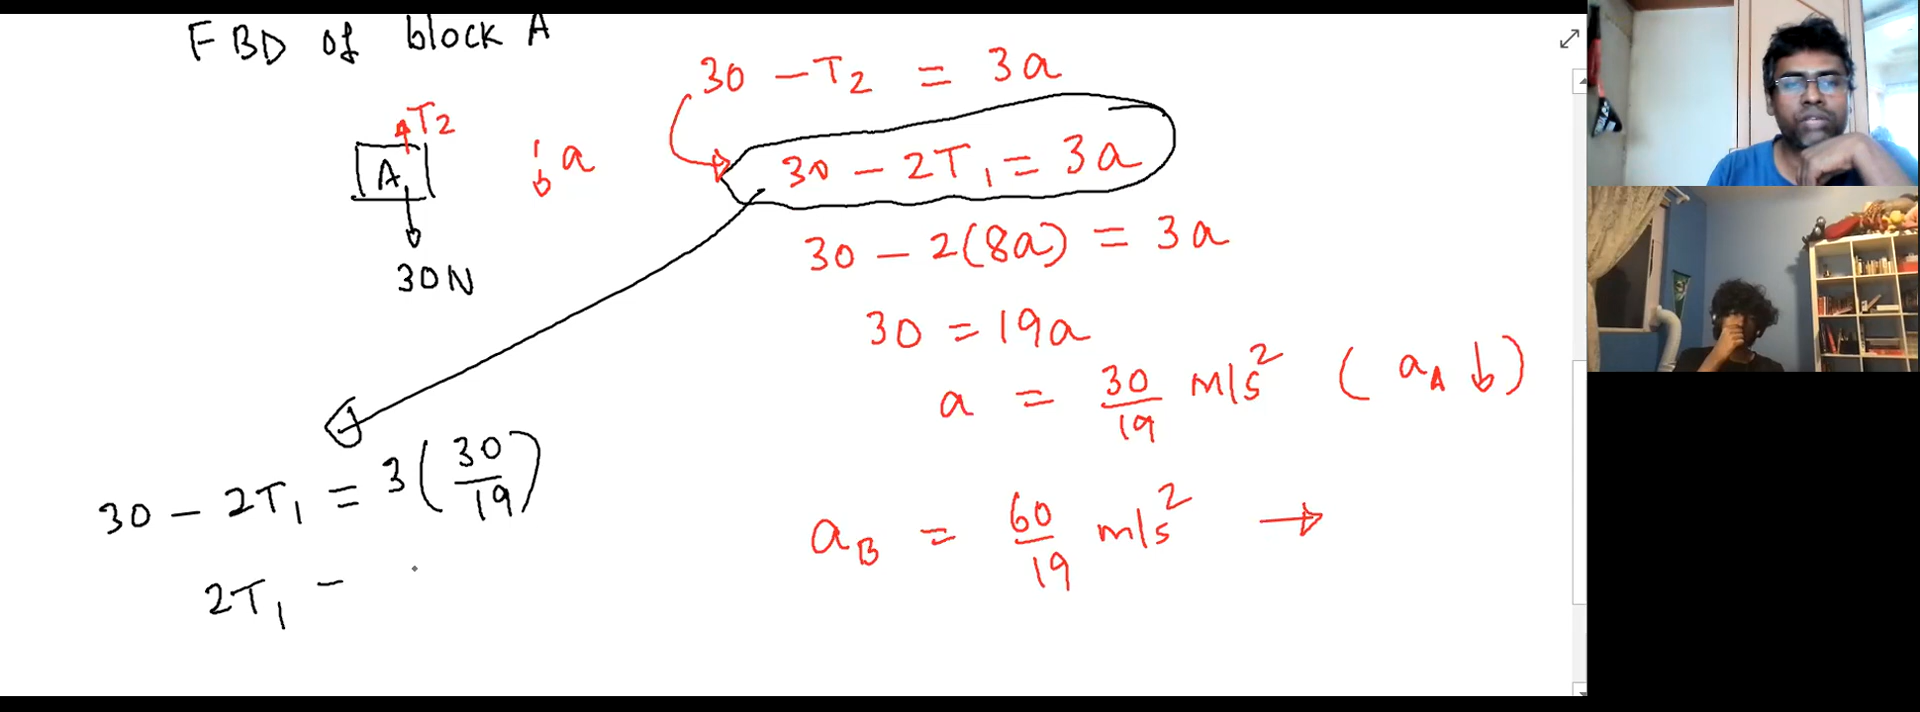 FBD of block A
T2
A
a
30N
30 - T2 = 3a
30 - 2T1 = 3a
30 - 2(8a) = 3a
30 = 19a
a = 30/19 m/s² (aA ↓)
aB = 60/19 m/s² →
30 - 2T1 = 3(30/19)
2T1 -